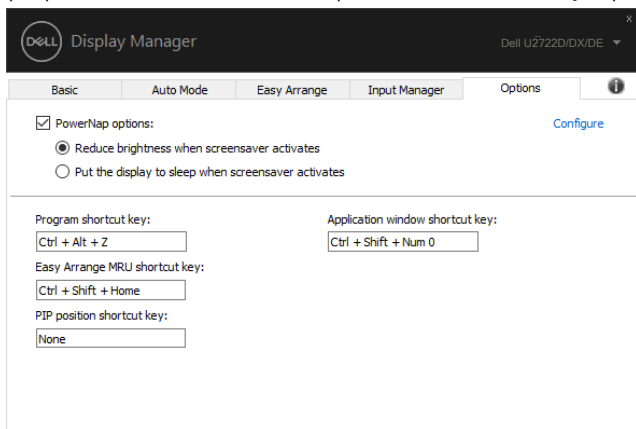 DELL Display Manager
Dell U2722D/DX/DE
x
Basic Auto Mode Easy Arrange Input Manager Options i
PowerNap options: Configure
Reduce brightness when screensaver activates
Put the display to sleep when screensaver activates
Program shortcut key: Application window shortcut key:
Ctrl + Alt + Z Ctrl + Shift + Num 0
Easy Arrange MRU shortcut key:
Ctrl + Shift + Home
PIP position shortcut key:
None